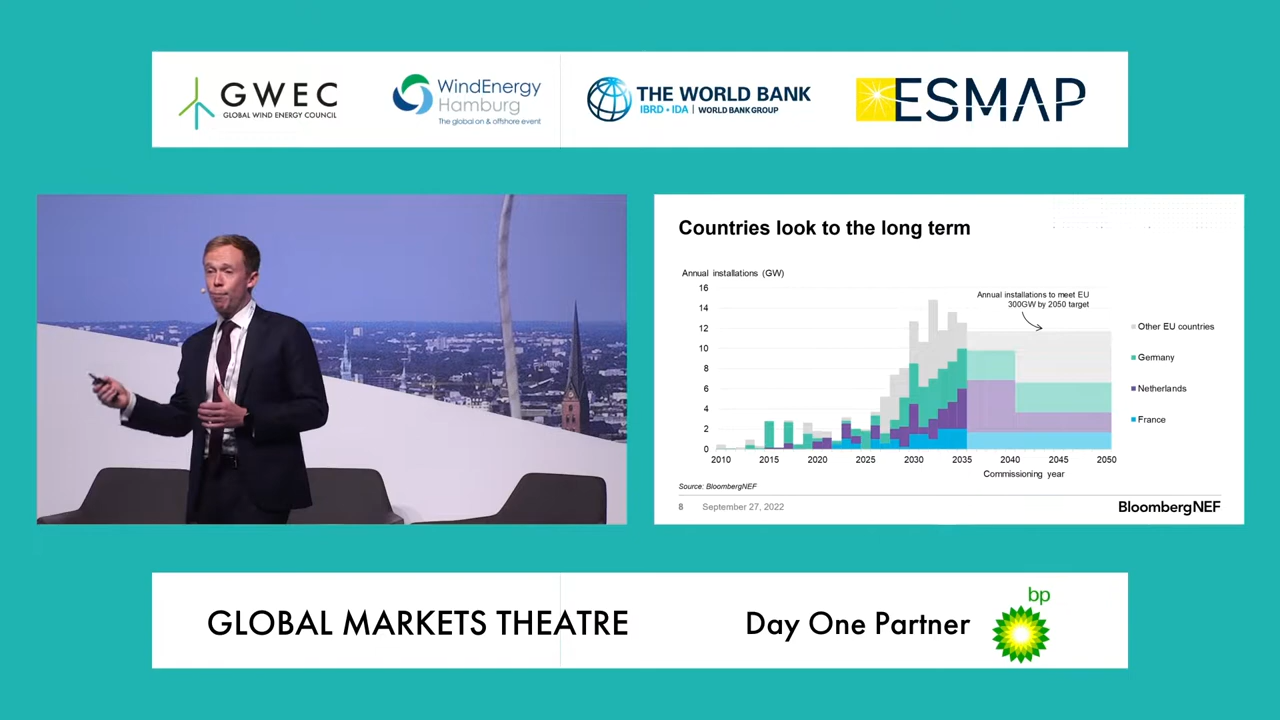 GWEC
GLOBAL WIND ENERGY COUNCIL
WindEnergy
Hamburg
The global on & offshore event
THE WORLD BANK
IBRD • IDA | WORLD BANK GROUP
ESMAP
Countries look to the long term
Annual installations (GW)
16
14
12
10
8
6
4
2
0
2010 2015 2020 2025 2030 2035 2040 2045 2050
Commissioning year
Annual installations to meet EU
300GW by 2050 target
Other EU countries
Germany
Netherlands
France
Source: BloombergNEF
8 September 27, 2022
BloombergNEF
GLOBAL MARKETS THEATRE
Day One Partner
bp